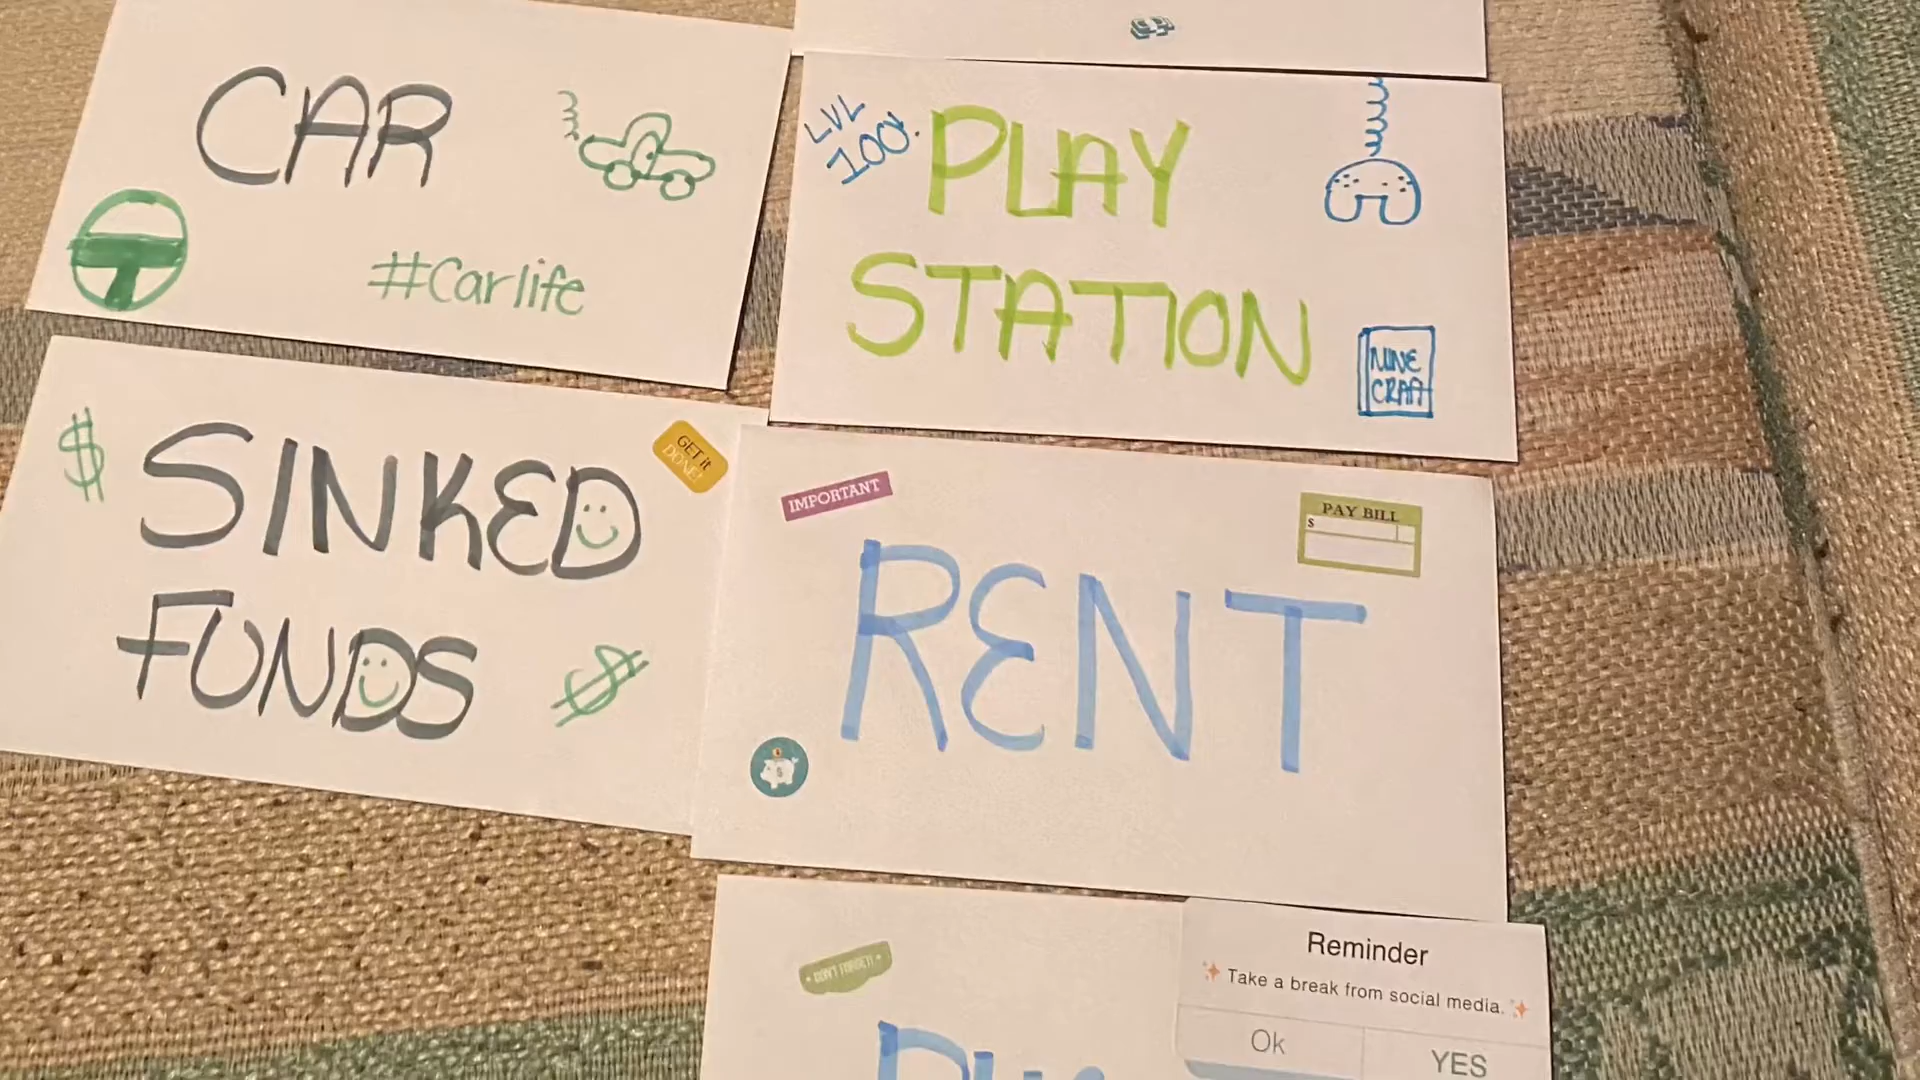 CAR
#Carlife
LVL
100.
PLAY
STATION
NINE
CRAFT
$
SINKED
FUNDS
$
GET it
DONE!
IMPORTANT
PAY BILL
$
RENT
DON'T FORGET!
Reminder
Take a break from social media.
Ok
YES